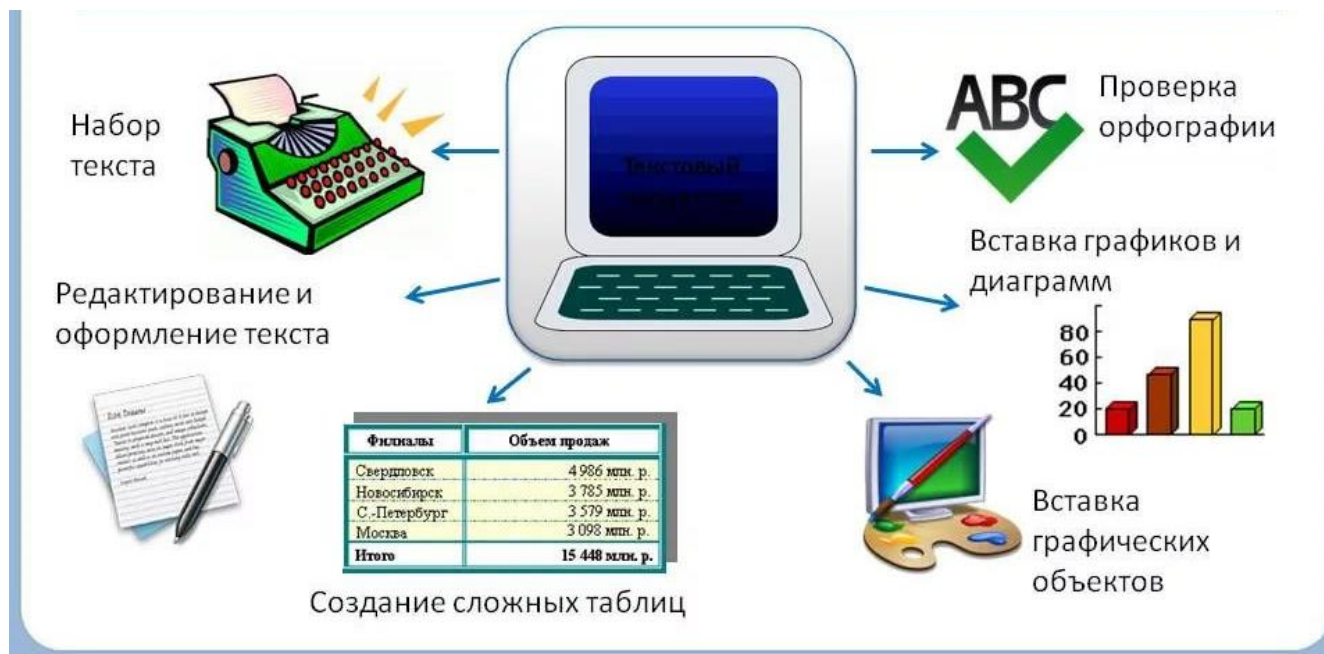 Набор
текста
Текстовый
ABC
Проверка
орфографии
Редактирование и
оформление текста
Вставка графиков и
диаграмм
80
60
40
20
0
Филиалы Объем продаж
Свердловск 4 986 млн. р.
Новосибирск 3 785 млн. р.
С.-Петербург 3 579 млн. р.
Москва 3 098 млн. р.
Итого 15 448 млн. р.
Создание сложных таблиц
Вставка
графических
объектов